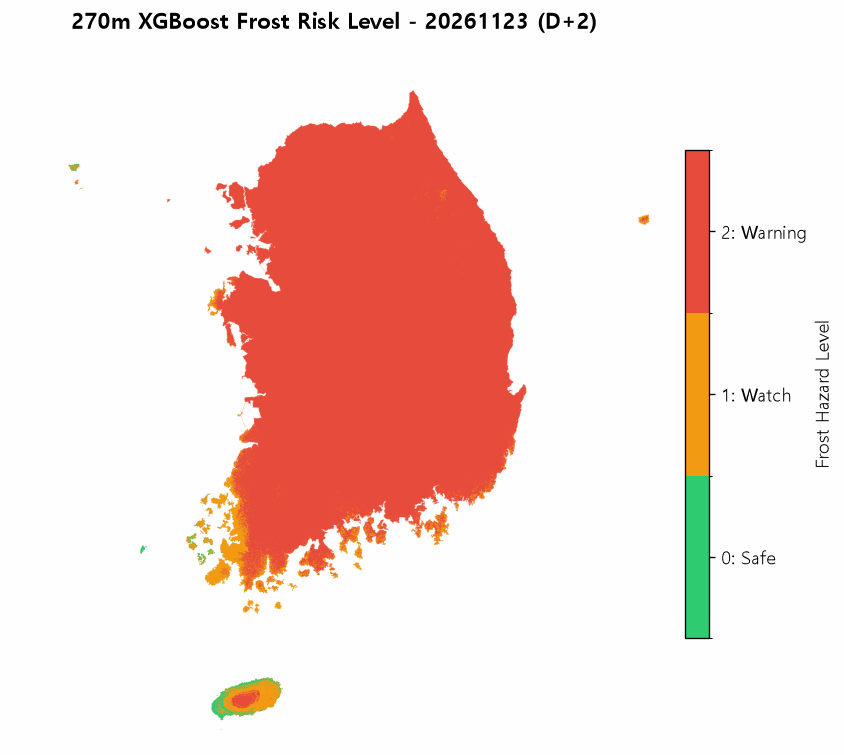 270m XGBoost Frost Risk Level - 20261123 (D+2)
2: Warning
1: Watch
0: Safe
Frost Hazard Level